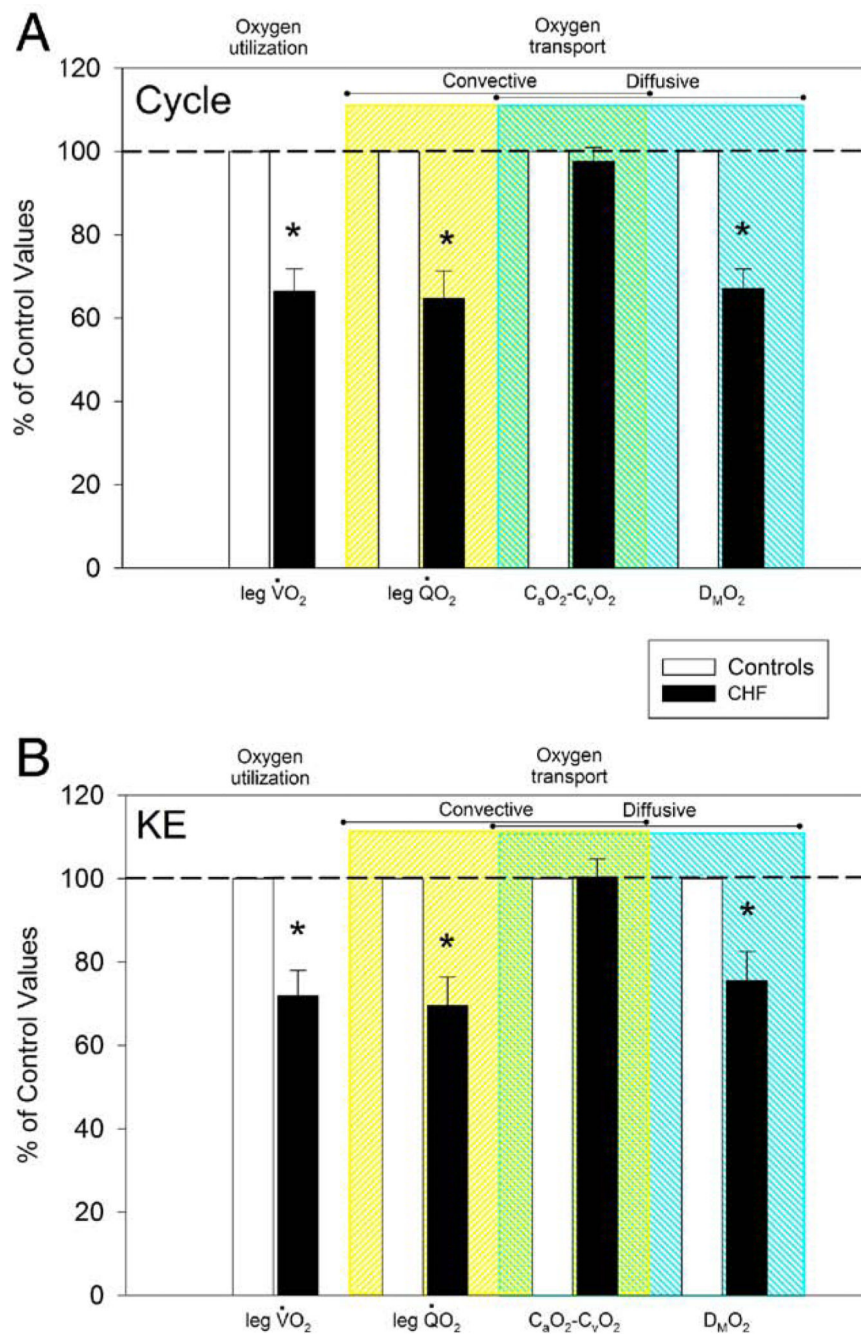 A
Oxygen utilization
Oxygen transport
Convective
Diffusive
Cycle
120
100
80
60
40
20
0
% of Control Values
*
*
*
leg V̇O₂
leg Q̇O₂
CₐO₂-CᵥO₂
D_MO₂
Controls
CHF
B
Oxygen utilization
Oxygen transport
Convective
Diffusive
KE
120
100
80
60
40
20
0
% of Control Values
*
*
*
leg V̇O₂
leg Q̇O₂
CₐO₂-CᵥO₂
D_MO₂